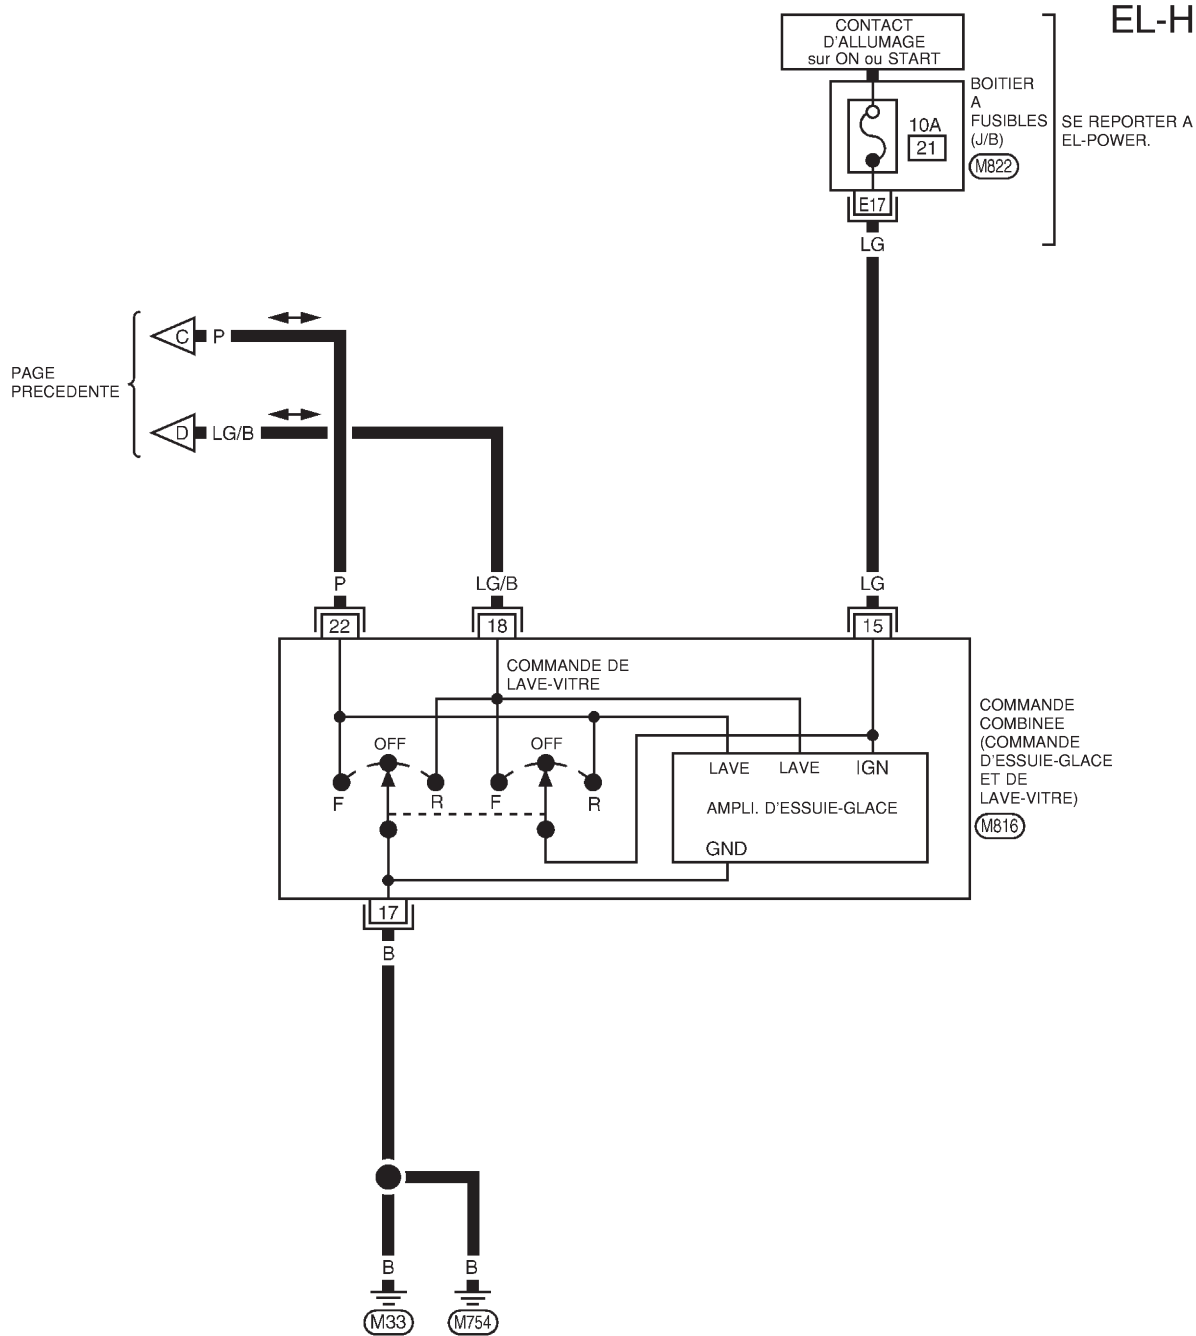 EL-H
CONTACT
D'ALLUMAGE
sur ON ou START
BOITIER
A
FUSIBLES
(J/B)
M822
10A
21
SE REPORTER A
EL-POWER.
E17
LG
C
P
PAGE
PRECEDENTE
D
LG/B
P
LG/B
LG
22
18
15
COMMANDE DE
LAVE-VITRE
OFF
OFF
F
R
F
R
LAVE
LAVE
IGN
AMPLI. D'ESSUIE-GLACE
GND
COMMANDE
COMBINEE
(COMMANDE
D'ESSUIE-GLACE
ET DE
LAVE-VITRE)
M816
17
B
B
B
M33
M754